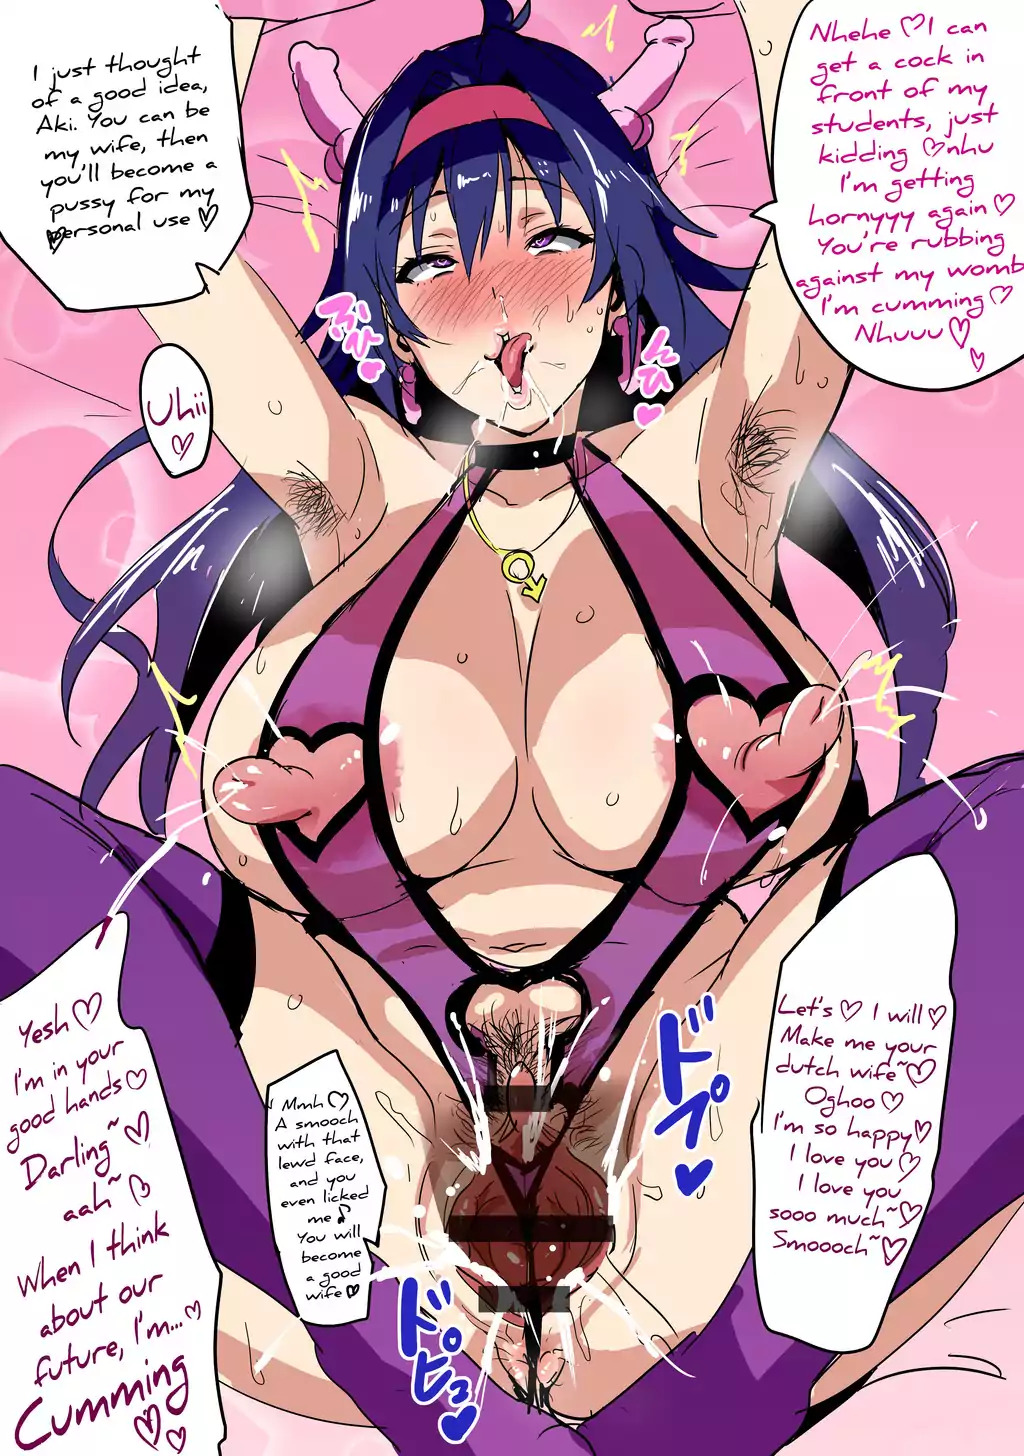 I just thought
of a good idea,
Aki. You can be
my wife, then
you'll become a
pussy for my
personal use♡
Nhehe ♡I can
get a cock in
front of my
students, just
kidding ♡nhu
I'm getting
hornyyy again♡
You're rubbing
against my womb
I'm cumming♡
Nhuuu♡
♡
Uhii
♡
ふひ♡
んひ♡
Yesh♡
I'm in your
good hands♡
Darling~ ♡
aah~ ♡
When I think
about our
future, I'm...♡
Cumming
♡♡
Mmh♡
A smooch
with that
lewd face,
and you
even licked
me♪
You will
become
a good
wife♡
Let's♡ I will♡
Make me your
dutch wife~♡
Oghoo♡
I'm so happy♡
I love you♡
I love you
sooo much~♡
Smoooch~♡
ドプ♡
ドピュ♡